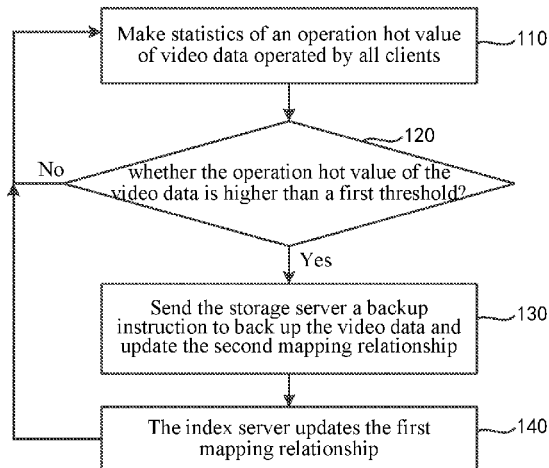 Make statistics of an operation hot value
of video data operated by all clients
110
120
No
whether the operation hot value of the
video data is higher than a first threshold?
Yes
Send the storage server a backup
instruction to back up the video data and
update the second mapping relationship
130
The index server updates the first
mapping relationship
140